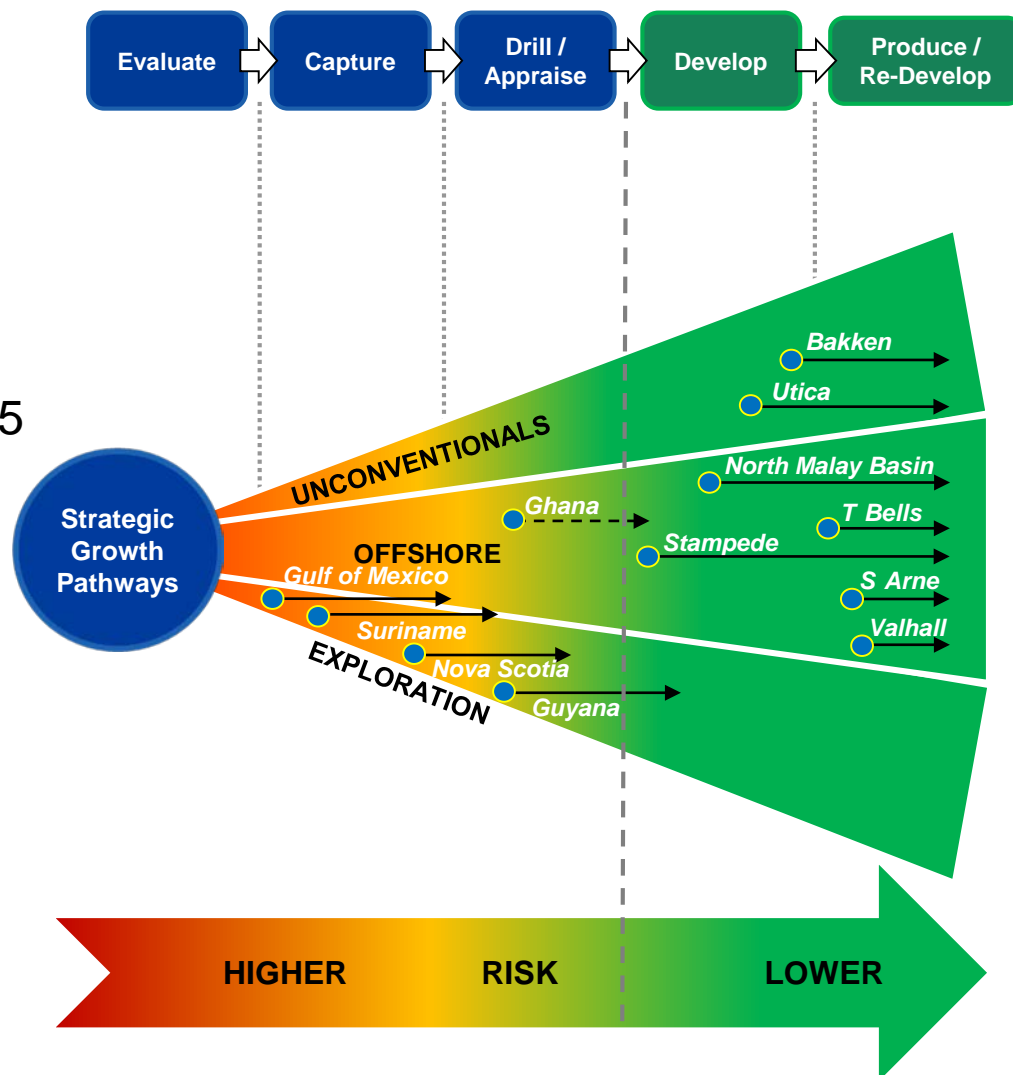 Evaluate
Capture
Drill /
Appraise
Develop
Produce /
Re-Develop
5
Strategic
Growth
Pathways
UNCONVENTIONALS
Bakken
Utica
OFFSHORE
North Malay Basin
Ghana
T Bells
Stampede
S Arne
Valhall
EXPLORATION
Gulf of Mexico
Suriname
Nova Scotia
Guyana
HIGHER
RISK
LOWER